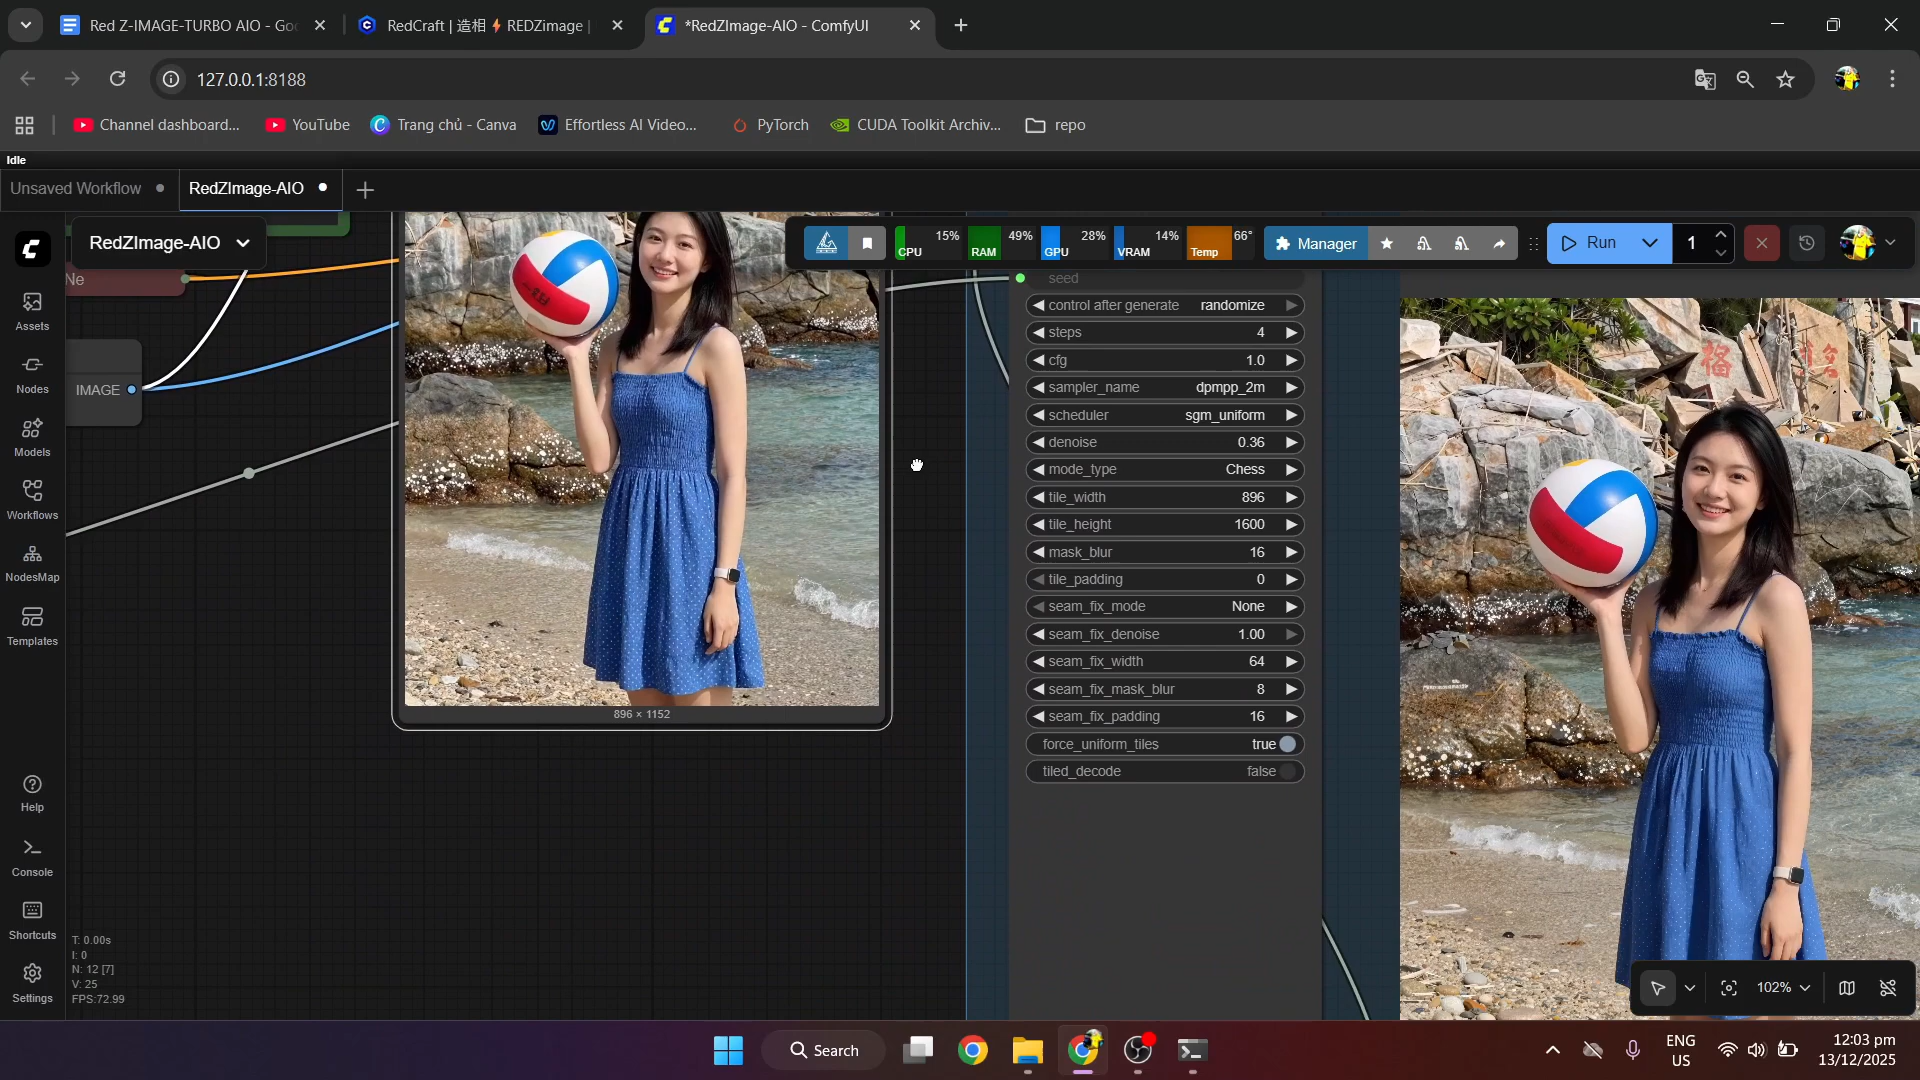 Red Z-IMAGE-TURBO AIO - Goo
RedCraft | 造相⚡REDZimage |
*RedZImage-AIO - ComfyUI
127.0.0.1:8188
Channel dashboard...
YouTube
Trang chủ - Canva
Effortless AI Video...
PyTorch
CUDA Toolkit Archiv...
repo
Idle
Unsaved Workflow
RedZImage-AIO
RedZImage-AIO
CPU 15%
RAM 49%
GPU 28%
VRAM 14%
Temp 66°
Manager
Run
1
Ne
IMAGE
896 × 1152
seed
control after generate randomize
steps 4
cfg 1.0
sampler_name dpmpp_2m
scheduler sgm_uniform
denoise 0.36
mode_type Chess
tile_width 896
tile_height 1600
mask_blur 16
tile_padding 0
seam_fix_mode None
seam_fix_denoise 1.00
seam_fix_width 64
seam_fix_mask_blur 8
seam_fix_padding 16
force_uniform_tiles true
tiled_decode false
Assets
Nodes
Models
Workflows
NodesMap
Templates
Help
Console
Shortcuts
Settings
T: 0.00s
I: 0
N: 12 [7]
V: 25
FPS:72.99
102%
Search
ENG
US
12:03 pm
13/12/2025